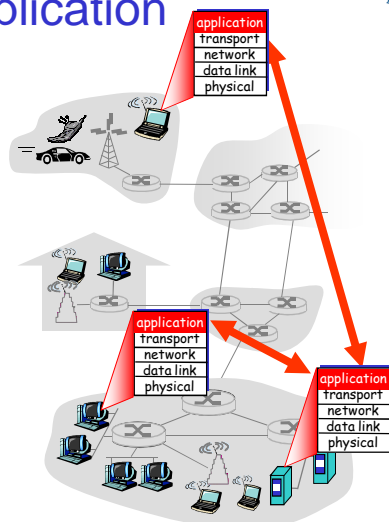 plication
application
transport
network
data link
physical
application
transport
network
data link
physical
application
transport
network
data link
physical